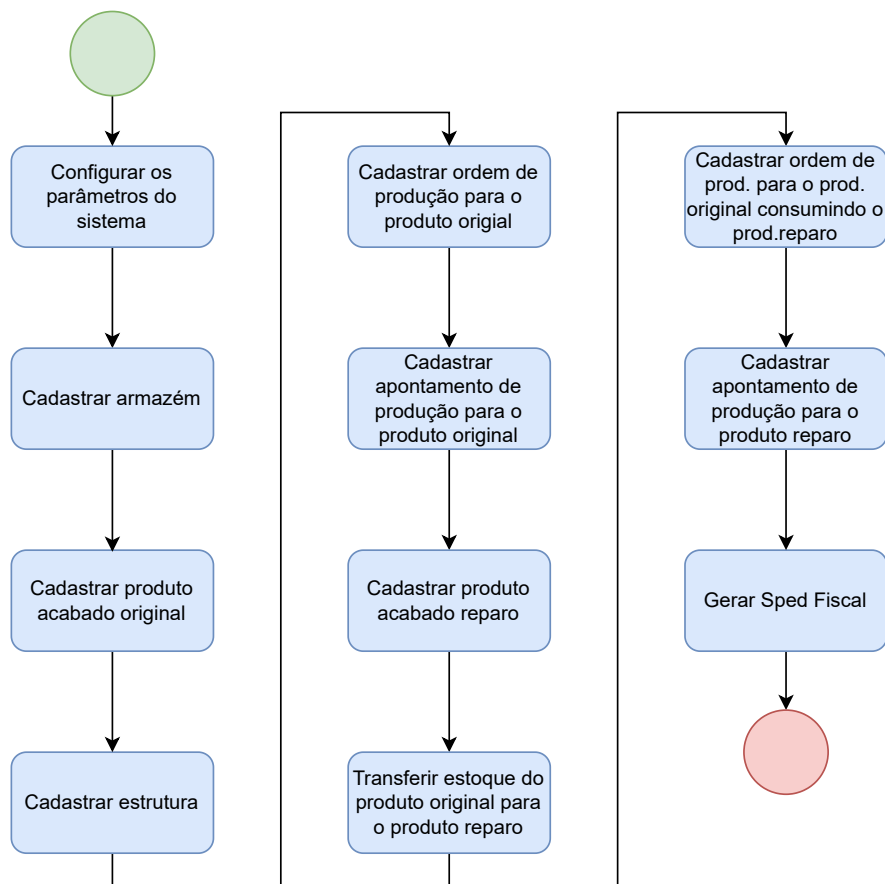 Configurar os
parâmetros do
sistema
Cadastrar armazém
Cadastrar produto
acabado original
Cadastrar estrutura
Cadastrar ordem de
produção para o
produto origial
Cadastrar
apontamento de
produção para o
produto original
Cadastrar produto
acabado reparo
Transferir estoque do
produto original para
o produto reparo
Cadastrar ordem de
prod. para o prod.
original consumindo o
prod.reparo
Cadastrar
apontamento de
produção para o
produto reparo
Gerar Sped Fiscal